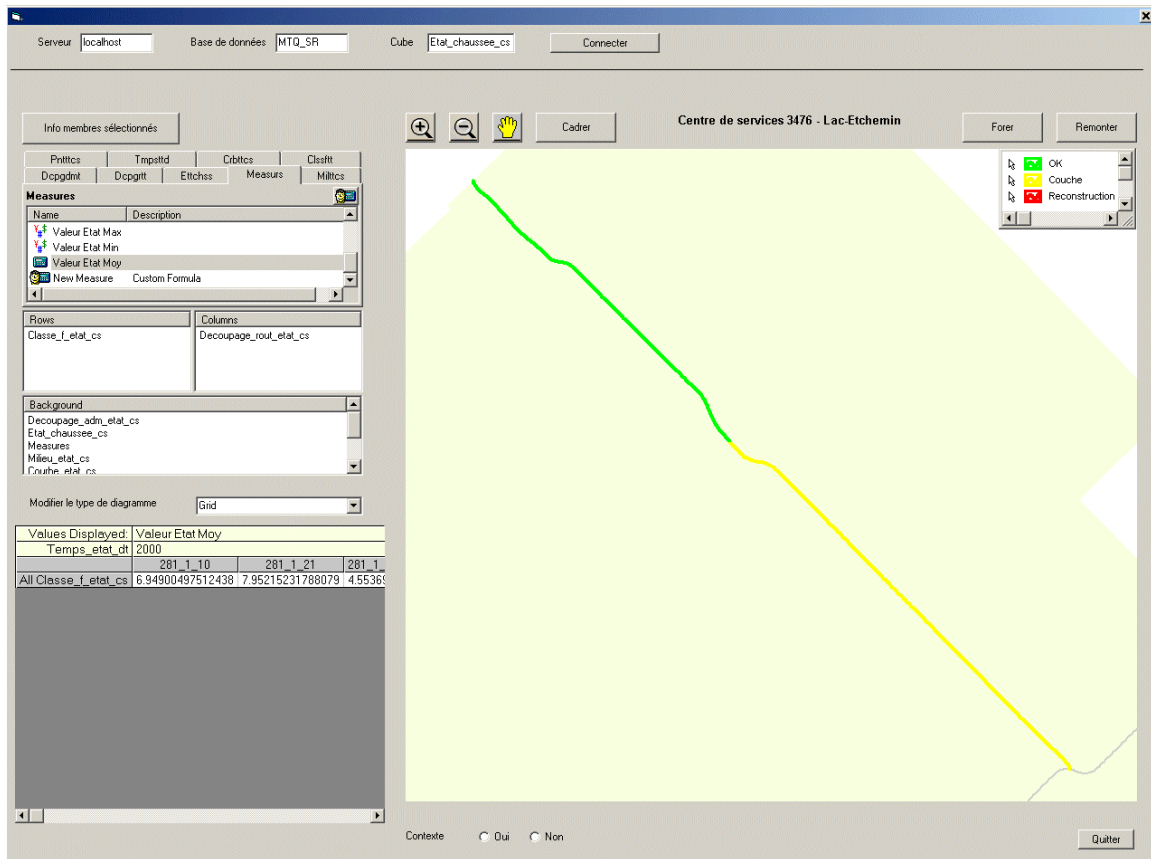 Serveur localhost Base de données MTQ_SR Cube Etat_chaussee_cs Connecter
Info membres sélectionnés
Cadrer Centre de services 3476 - Lac-Etchemin Forer Remonter
Pntttcs Tmpsttd Crbttcs Clssftt
Dcpgdmt Dcpgrtt Ettchss Measurs Milttcs
Measures
Name Description
Valeur Etat Max
Valeur Etat Min
Valeur Etat Moy
New Measure Custom Formula
OK
Couche
Reconstruction
Rows Columns
Classe_f_etat_cs Decoupage_rout_etat_cs
Background
Decoupage_adm_etat_cs
Etat_chaussee_cs
Measures
Milieu_etat_cs
Courbe_etat_cs
Modifier le type de diagramme Grid
Values Displayed: Valeur Etat Moy
Temps_etat_dt 2000
281_1_10 281_1_21 281_1_
All Classe_f_etat_cs 6.94900497512438 7.95215231788079 4.5536
Contexte Oui Non Quitter